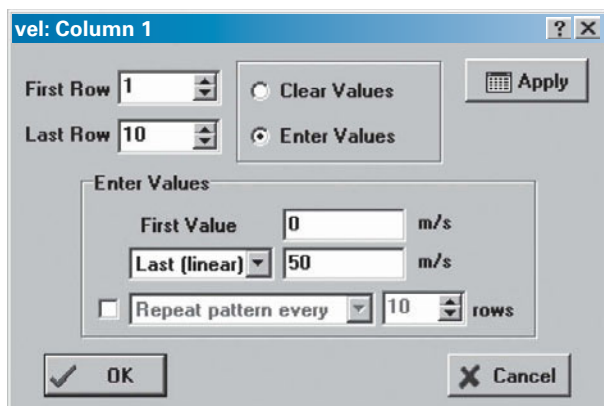 vel: Column 1
First Row 1
Last Row 10
Clear Values
Enter Values
Apply
Enter Values
First Value 0 m/s
Last (linear) 50 m/s
Repeat pattern every 10 rows
OK
Cancel